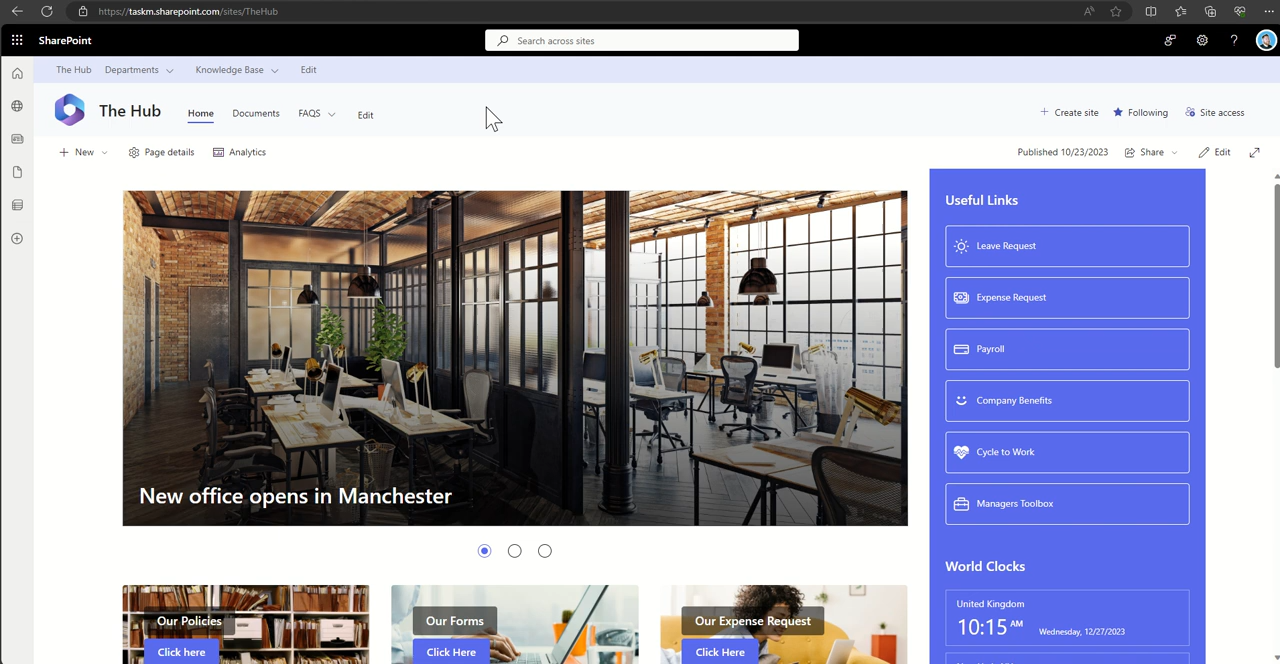 https://taskm.sharepoint.com/sites/TheHub
SharePoint
Search across sites
The Hub
Departments
Knowledge Base
Edit
The Hub
Home
Documents
FAQS
Edit
Create site
Following
Site access
New
Page details
Analytics
Published 10/23/2023
Share
Edit
New office opens in Manchester
Useful Links
Leave Request
Expense Request
Payroll
Company Benefits
Cycle to Work
Managers Toolbox
World Clocks
United Kingdom
10:15 AM
Wednesday, 12/27/2023
Our Policies
Click here
Our Forms
Click Here
Our Expense Request
Click Here